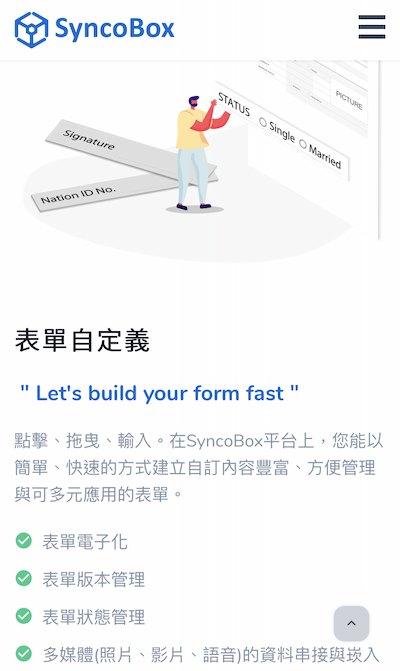 SyncoBox
PICTURE
STATUS
Single
Married
Signature
Nation ID No.
表單自定義
" Let's build your form fast "
點擊、拖曳、輸入。在SyncoBox平台上，您能以
簡單、快速的方式建立自訂內容豐富、方便管理
與可多元應用的表單。
表單電子化
表單版本管理
表單狀態管理
多媒體(照片、影片、語音)的資料串接與崁入